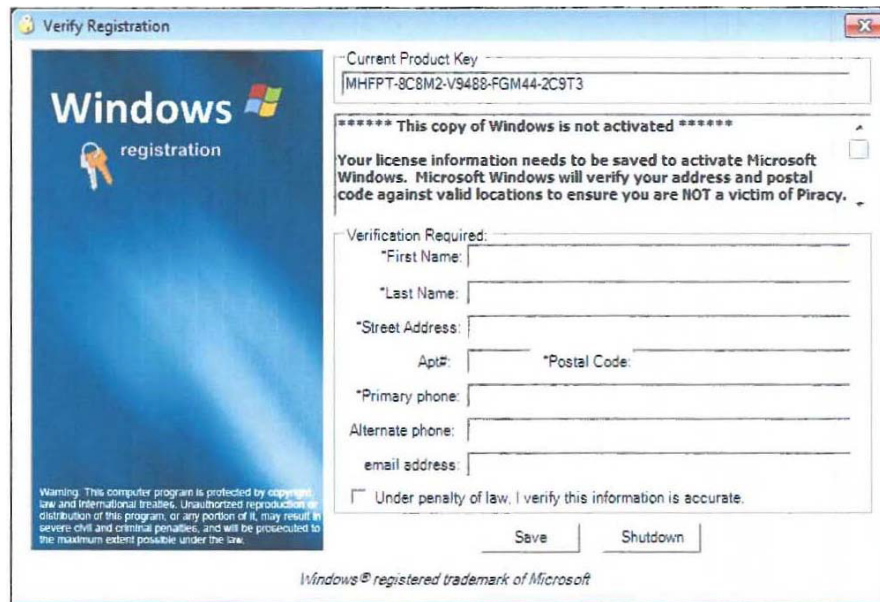 Verify Registration
Windows
registration
Warning. This computer program is protected by copyright
law and international treaties. Unauthorized reproduction or
distribution of this program, or any portion of it, may result in
severe civil and criminal penalties, and will be prosecuted to
the maximum extent possible under the law.
Current Product Key
MHFPT-8C8M2-V9488-FGM44-2C9T3
****** This copy of Windows is not activated ******
Your license information needs to be saved to activate Microsoft
Windows. Microsoft Windows will verify your address and postal
code against valid locations to ensure you are NOT a victim of Piracy.
Verification Required:
*First Name:
*Last Name:
*Street Address:
Apt#: *Postal Code:
*Primary phone:
Alternate phone:
email address:
Under penalty of law, I verify this information is accurate.
Save Shutdown
Windows® registered trademark of Microsoft